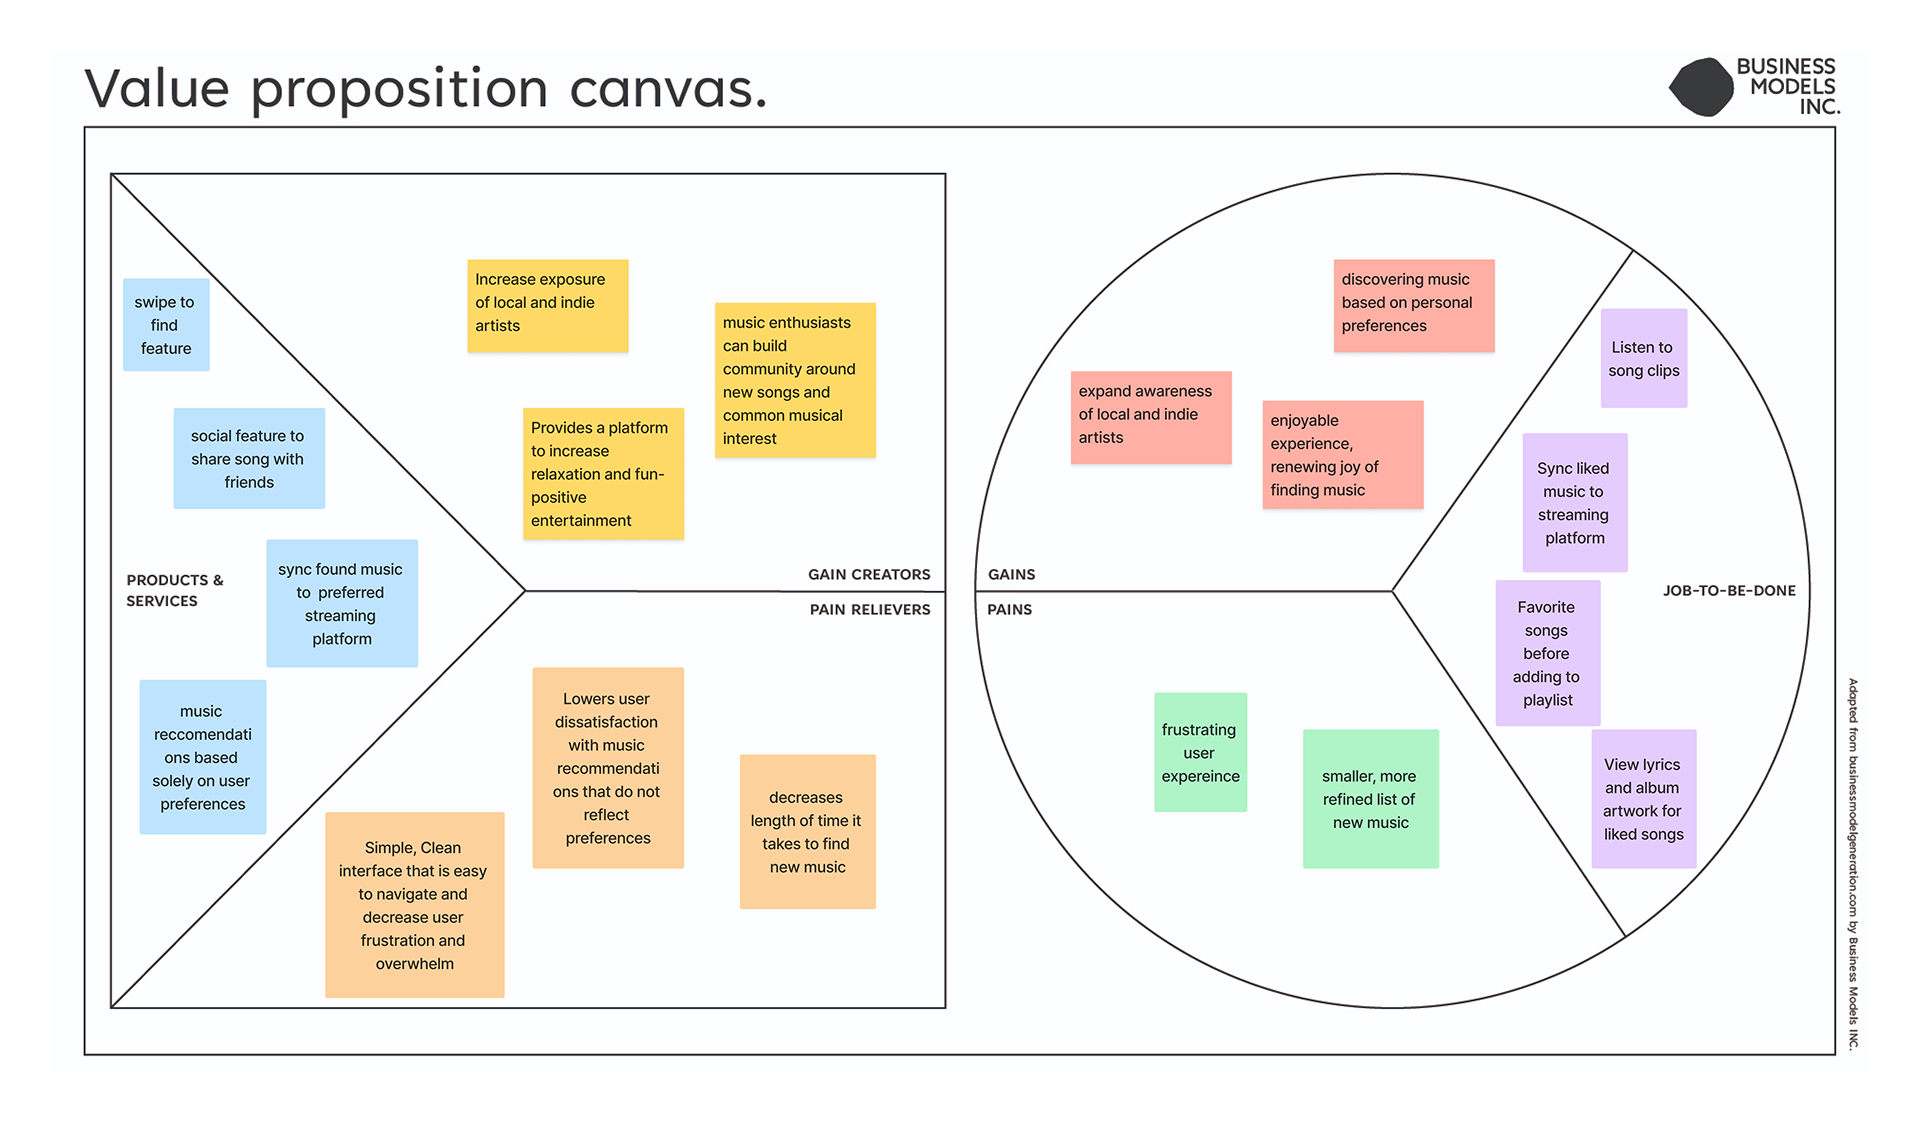 Value proposition canvas.
BUSINESS
MODELS
INC.
swipe to
find
feature
social feature to
share song with
friends
sync found music
to preferred
streaming
platform
PRODUCTS &
SERVICES
music
reccomendati
ons based
solely on user
preferences
Increase exposure
of local and indie
artists
music enthusiasts
can build
community around
new songs and
common musical
interest
Provides a platform
to increase
relaxation and fun-
positive
entertainment
GAIN CREATORS
PAIN RELIEVERS
Lowers user
dissatisfaction
with music
recommendati
ons that do not
reflect
preferences
decreases
length of time it
takes to find
new music
Simple, Clean
interface that is easy
to navigate and
decrease user
frustration and
overwhelm
discovering music
based on personal
preferences
expand awareness
of local and indie
artists
enjoyable
experience,
renewing joy of
finding music
GAINS
PAINS
frustrating
user
expereince
smaller, more
refined list of
new music
Listen to
song clips
Sync liked
music to
streaming
platform
JOB-TO-BE-DONE
Favorite
songs
before
adding to
playlist
View lyrics
and album
artwork for
liked songs
Adapted from businessmodelgeneration.com by Business Models INC.